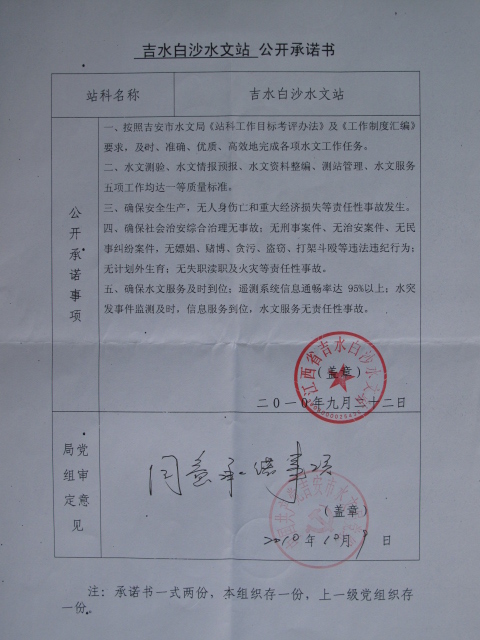 吉水白沙水文站 公开承诺书
站科名称
吉水白沙水文站
公开承诺事项
一、按照吉安市水文局《站科工作目标考评办法》及《工作制度汇编》
要求，及时、准确、优质、高效地完成各项水文工作任务。
二、水文测验、水文情报预报、水文资料整编、测站管理、水文服务
五项工作均达一等质量标准。
三、确保安全生产，无人身伤亡和重大经济损失等责任性事故发生。
四、确保社会治安综合治理无事故；无刑事案件、无治安案件、无民
事纠纷案件，无嫖娼、赌博、贪污、盗窃、打架斗殴等违法违纪行为；
无计划外生育；无失职渎职及火灾等责任性事故。
五、确保水文服务及时到位；遥测系统信息通畅率达 95%以上；水突
发事件监测及时，信息服务到位，水文服务无责任性事故。
江西省吉水白沙水文站
（盖章）
二〇一〇年九月二十二日
局党组审定意见
同意承诺事项
（盖章）
2010 年 10 月 9 日
注：承诺书一式两份，本组织存一份，上一级党组织存
一份。